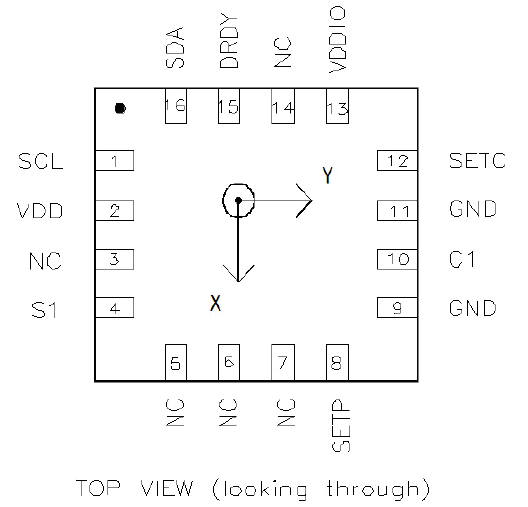 SDA DRDY NC VDDIO
16 15 14 13
SCL 1 12 SETC
Y
VDD 2 11 GND
NC 3 10 C1
X
S1 4 9 GND
5 6 7 8
NC NC NC SETP
TOP VIEW (looking through)